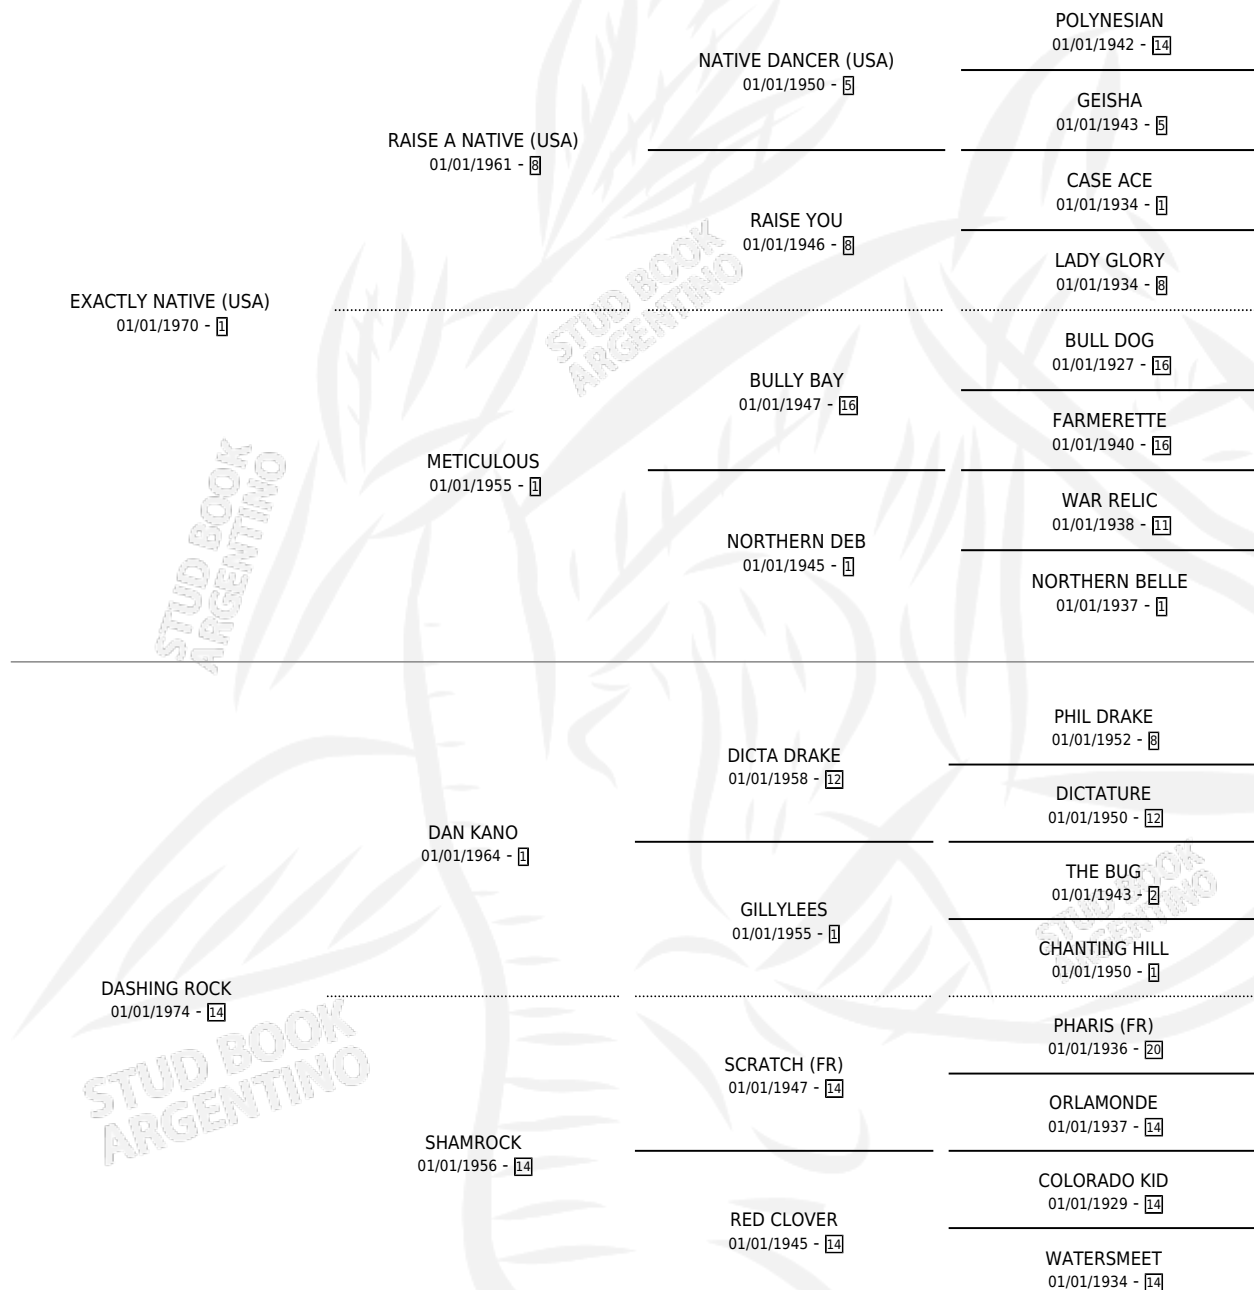 POLYNESIAN
01/01/1942 - 14
NATIVE DANCER (USA)
01/01/1950 - 5
GEISHA
01/01/1943 - 5
RAISE A NATIVE (USA)
01/01/1961 - 8
CASE ACE
01/01/1934 - 1
RAISE YOU
01/01/1946 - 8
LADY GLORY
01/01/1934 - 8
EXACTLY NATIVE (USA)
01/01/1970 - 1
BULL DOG
01/01/1927 - 16
BULLY BAY
01/01/1947 - 16
FARMERETTE
01/01/1940 - 16
METICULOUS
01/01/1955 - 1
WAR RELIC
01/01/1938 - 11
NORTHERN DEB
01/01/1945 - 1
NORTHERN BELLE
01/01/1937 - 1
PHIL DRAKE
01/01/1952 - 8
DICTA DRAKE
01/01/1958 - 12
DICTATURE
01/01/1950 - 12
DAN KANO
01/01/1964 - 1
THE BUG
01/01/1943 - 2
GILLYLEES
01/01/1955 - 1
CHANTING HILL
01/01/1950 - 1
DASHING ROCK
01/01/1974 - 14
PHARIS (FR)
01/01/1936 - 20
SCRATCH (FR)
01/01/1947 - 14
ORLAMONDE
01/01/1937 - 14
SHAMROCK
01/01/1956 - 14
COLORADO KID
01/01/1929 - 14
RED CLOVER
01/01/1945 - 14
WATERSMEET
01/01/1934 - 14
STUD BOOK
ARGENTINO
STUD BOOK
ARGENTINO
STUD BOOK
ARGENTINO
STUD BOOK
ARGENTINO